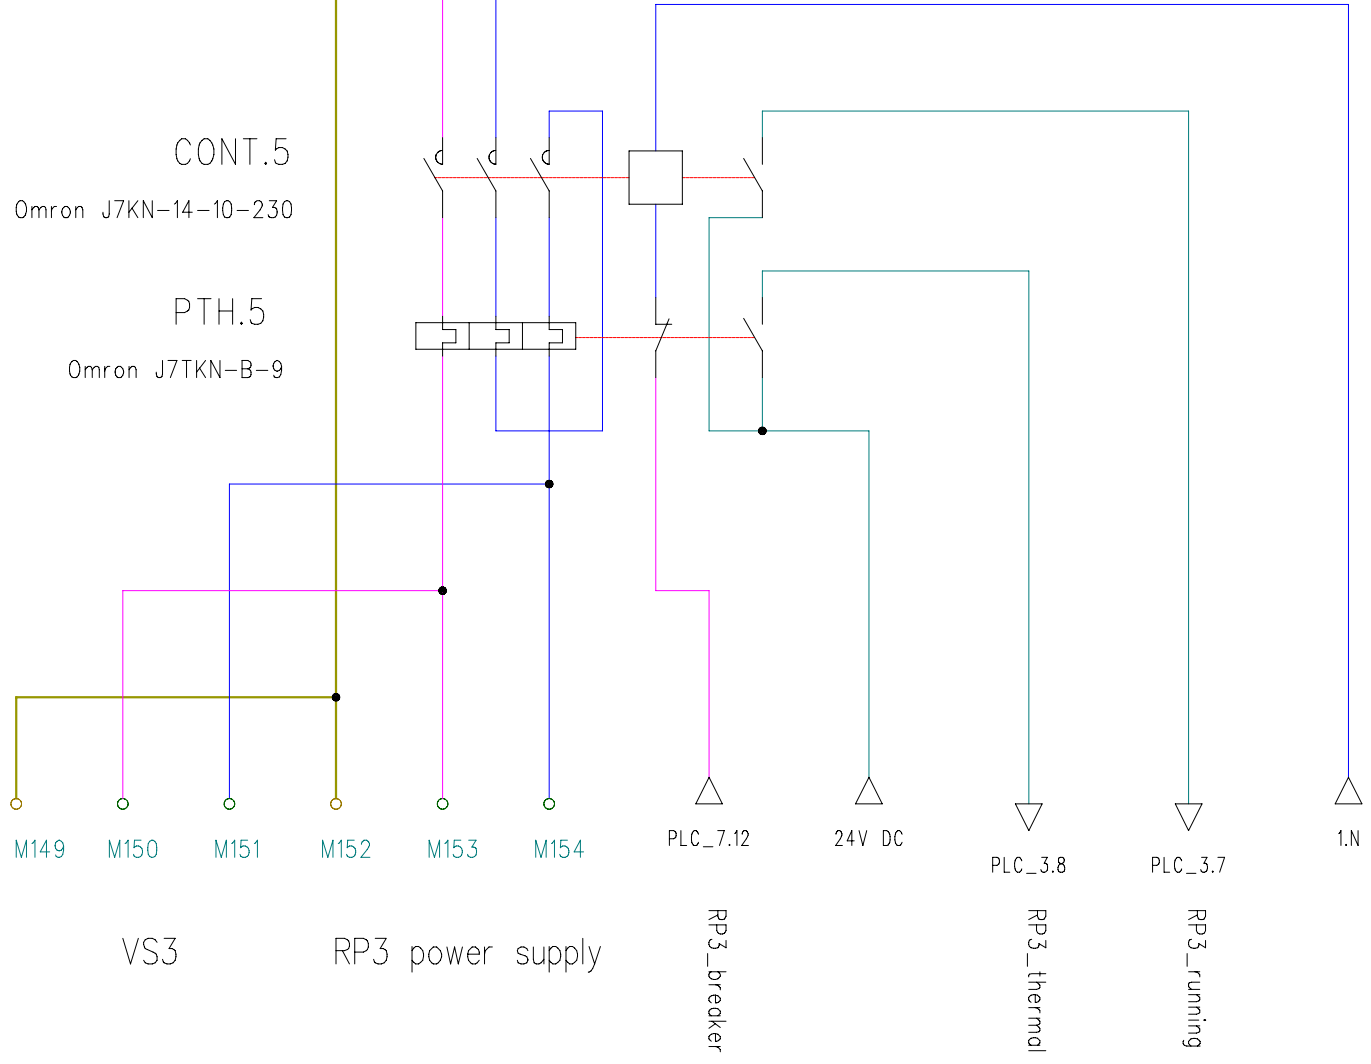 CONT.5
Omron J7KN-14-10-230
PTH.5
Omron J7TKN-B-9
M149
M150
M151
M152
M153
M154
PLC_7.12
24V DC
PLC_3.8
PLC_3.7
1.N
VS3
RP3 power supply
RP3_breaker
RP3_thermal
RP3_running